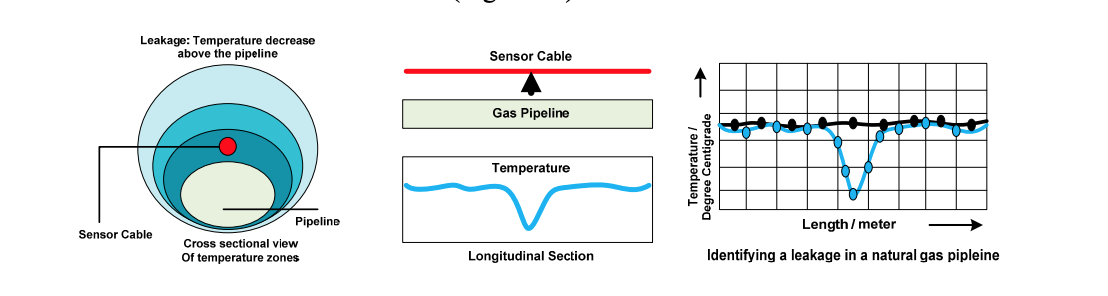 Leakage: Temperature decrease
above the pipeline
Sensor Cable
Pipeline
Cross sectional view
Of temperature zones
Sensor Cable
Gas Pipeline
Temperature
Longitudinal Section
Temperature /
Degree Centigrade
Length / meter
Identifying a leakage in a natural gas pipleine